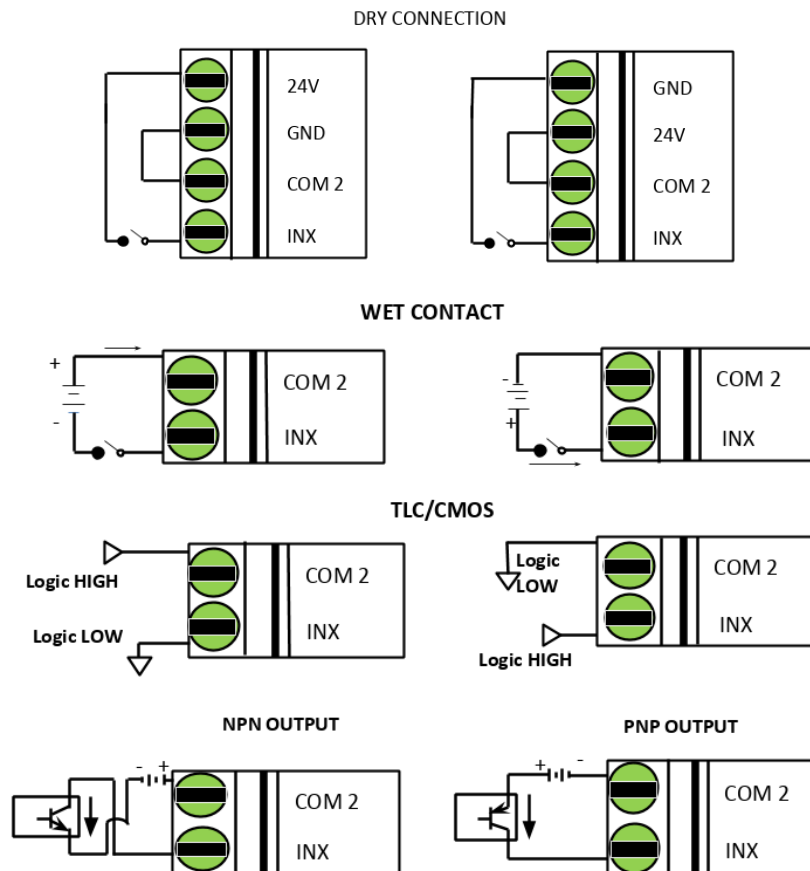 DRY CONNECTION
24V
GND
COM 2
INX
GND
24V
COM 2
INX
WET CONTACT
+
-
COM 2
INX
-
+
COM 2
INX
TLC/CMOS
Logic HIGH
Logic LOW
COM 2
INX
Logic
LOW
Logic HIGH
COM 2
INX
NPN OUTPUT
- +
COM 2
INX
PNP OUTPUT
+ -
COM 2
INX